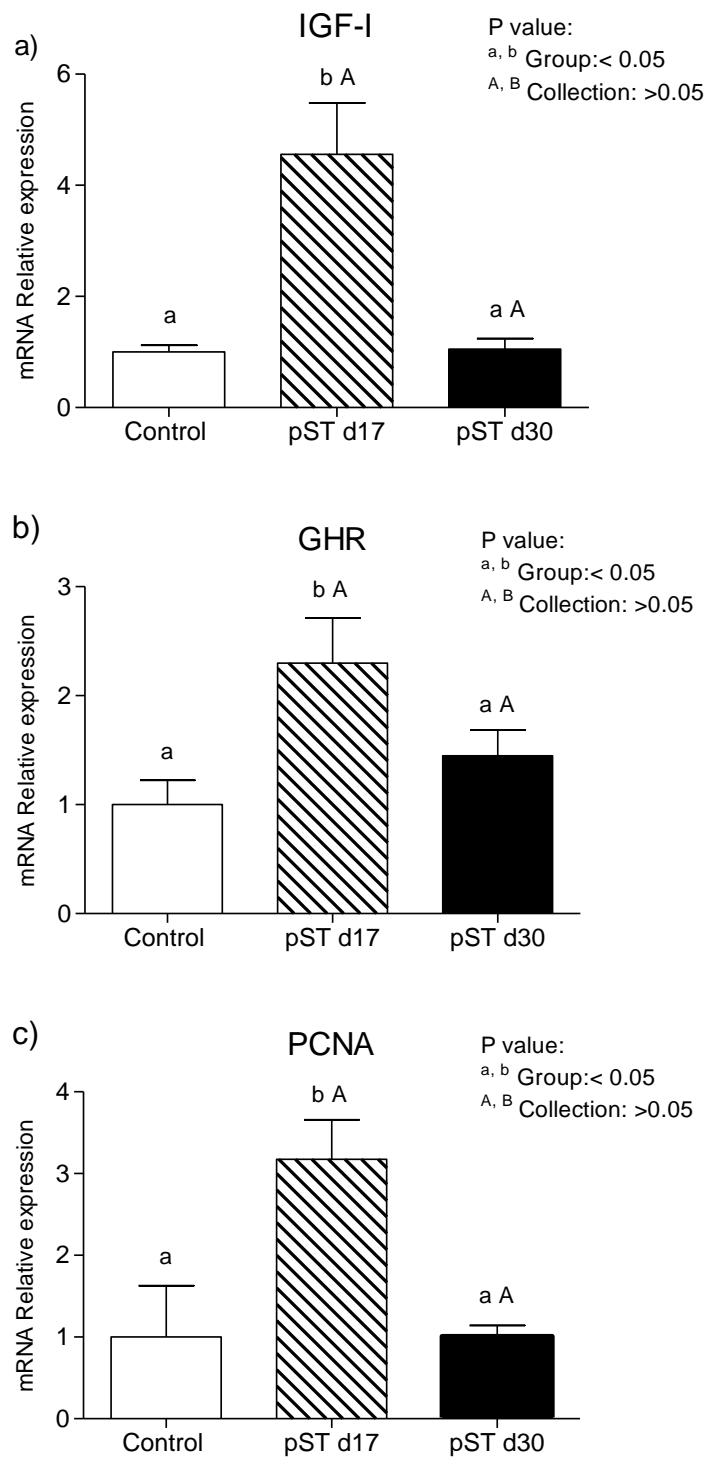 a)
IGF-I
P value:
a, b Group:< 0.05
A, B Collection: >0.05
mRNA Relative expression
6
4
2
0
a
b A
a A
Control
pST d17
pST d30
b)
GHR
P value:
a, b Group:< 0.05
A, B Collection: >0.05
mRNA Relative expression
3
2
1
0
a
b A
a A
Control
pST d17
pST d30
c)
PCNA
P value:
a, b Group:< 0.05
A, B Collection: >0.05
mRNA Relative expression
4
3
2
1
0
a
b A
a A
Control
pST d17
pST d30